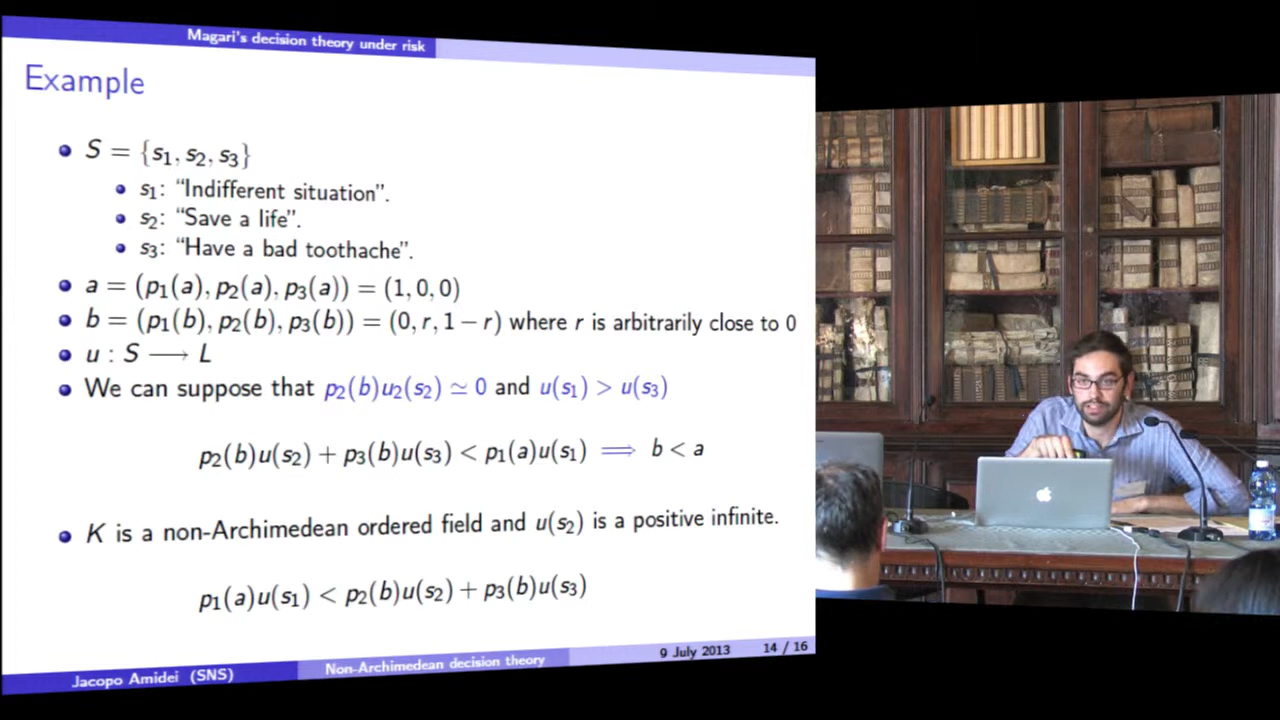 Magari's decision theory under risk
Example
S = {s₁, s₂, s₃}
s₁: “Indifferent situation”.
s₂: “Save a life”.
s₃: “Have a bad toothache”.
a = (p₁(a), p₂(a), p₃(a)) = (1, 0, 0)
b = (p₁(b), p₂(b), p₃(b)) = (0, r, 1 − r) where r is arbitrarily close to 0
u : S ⟶ L
We can suppose that p₂(b)u₂(s₂) ≃ 0 and u(s₁) > u(s₃)
p₂(b)u(s₂) + p₃(b)u(s₃) < p₁(a)u(s₁) ⟹ b < a
K is a non-Archimedean ordered field and u(s₂) is a positive infinite.
p₁(a)u(s₁) < p₂(b)u(s₂) + p₃(b)u(s₃)
Jacopo Amidei (SNS) Non-Archimedean decision theory 9 July 2013 14 / 16